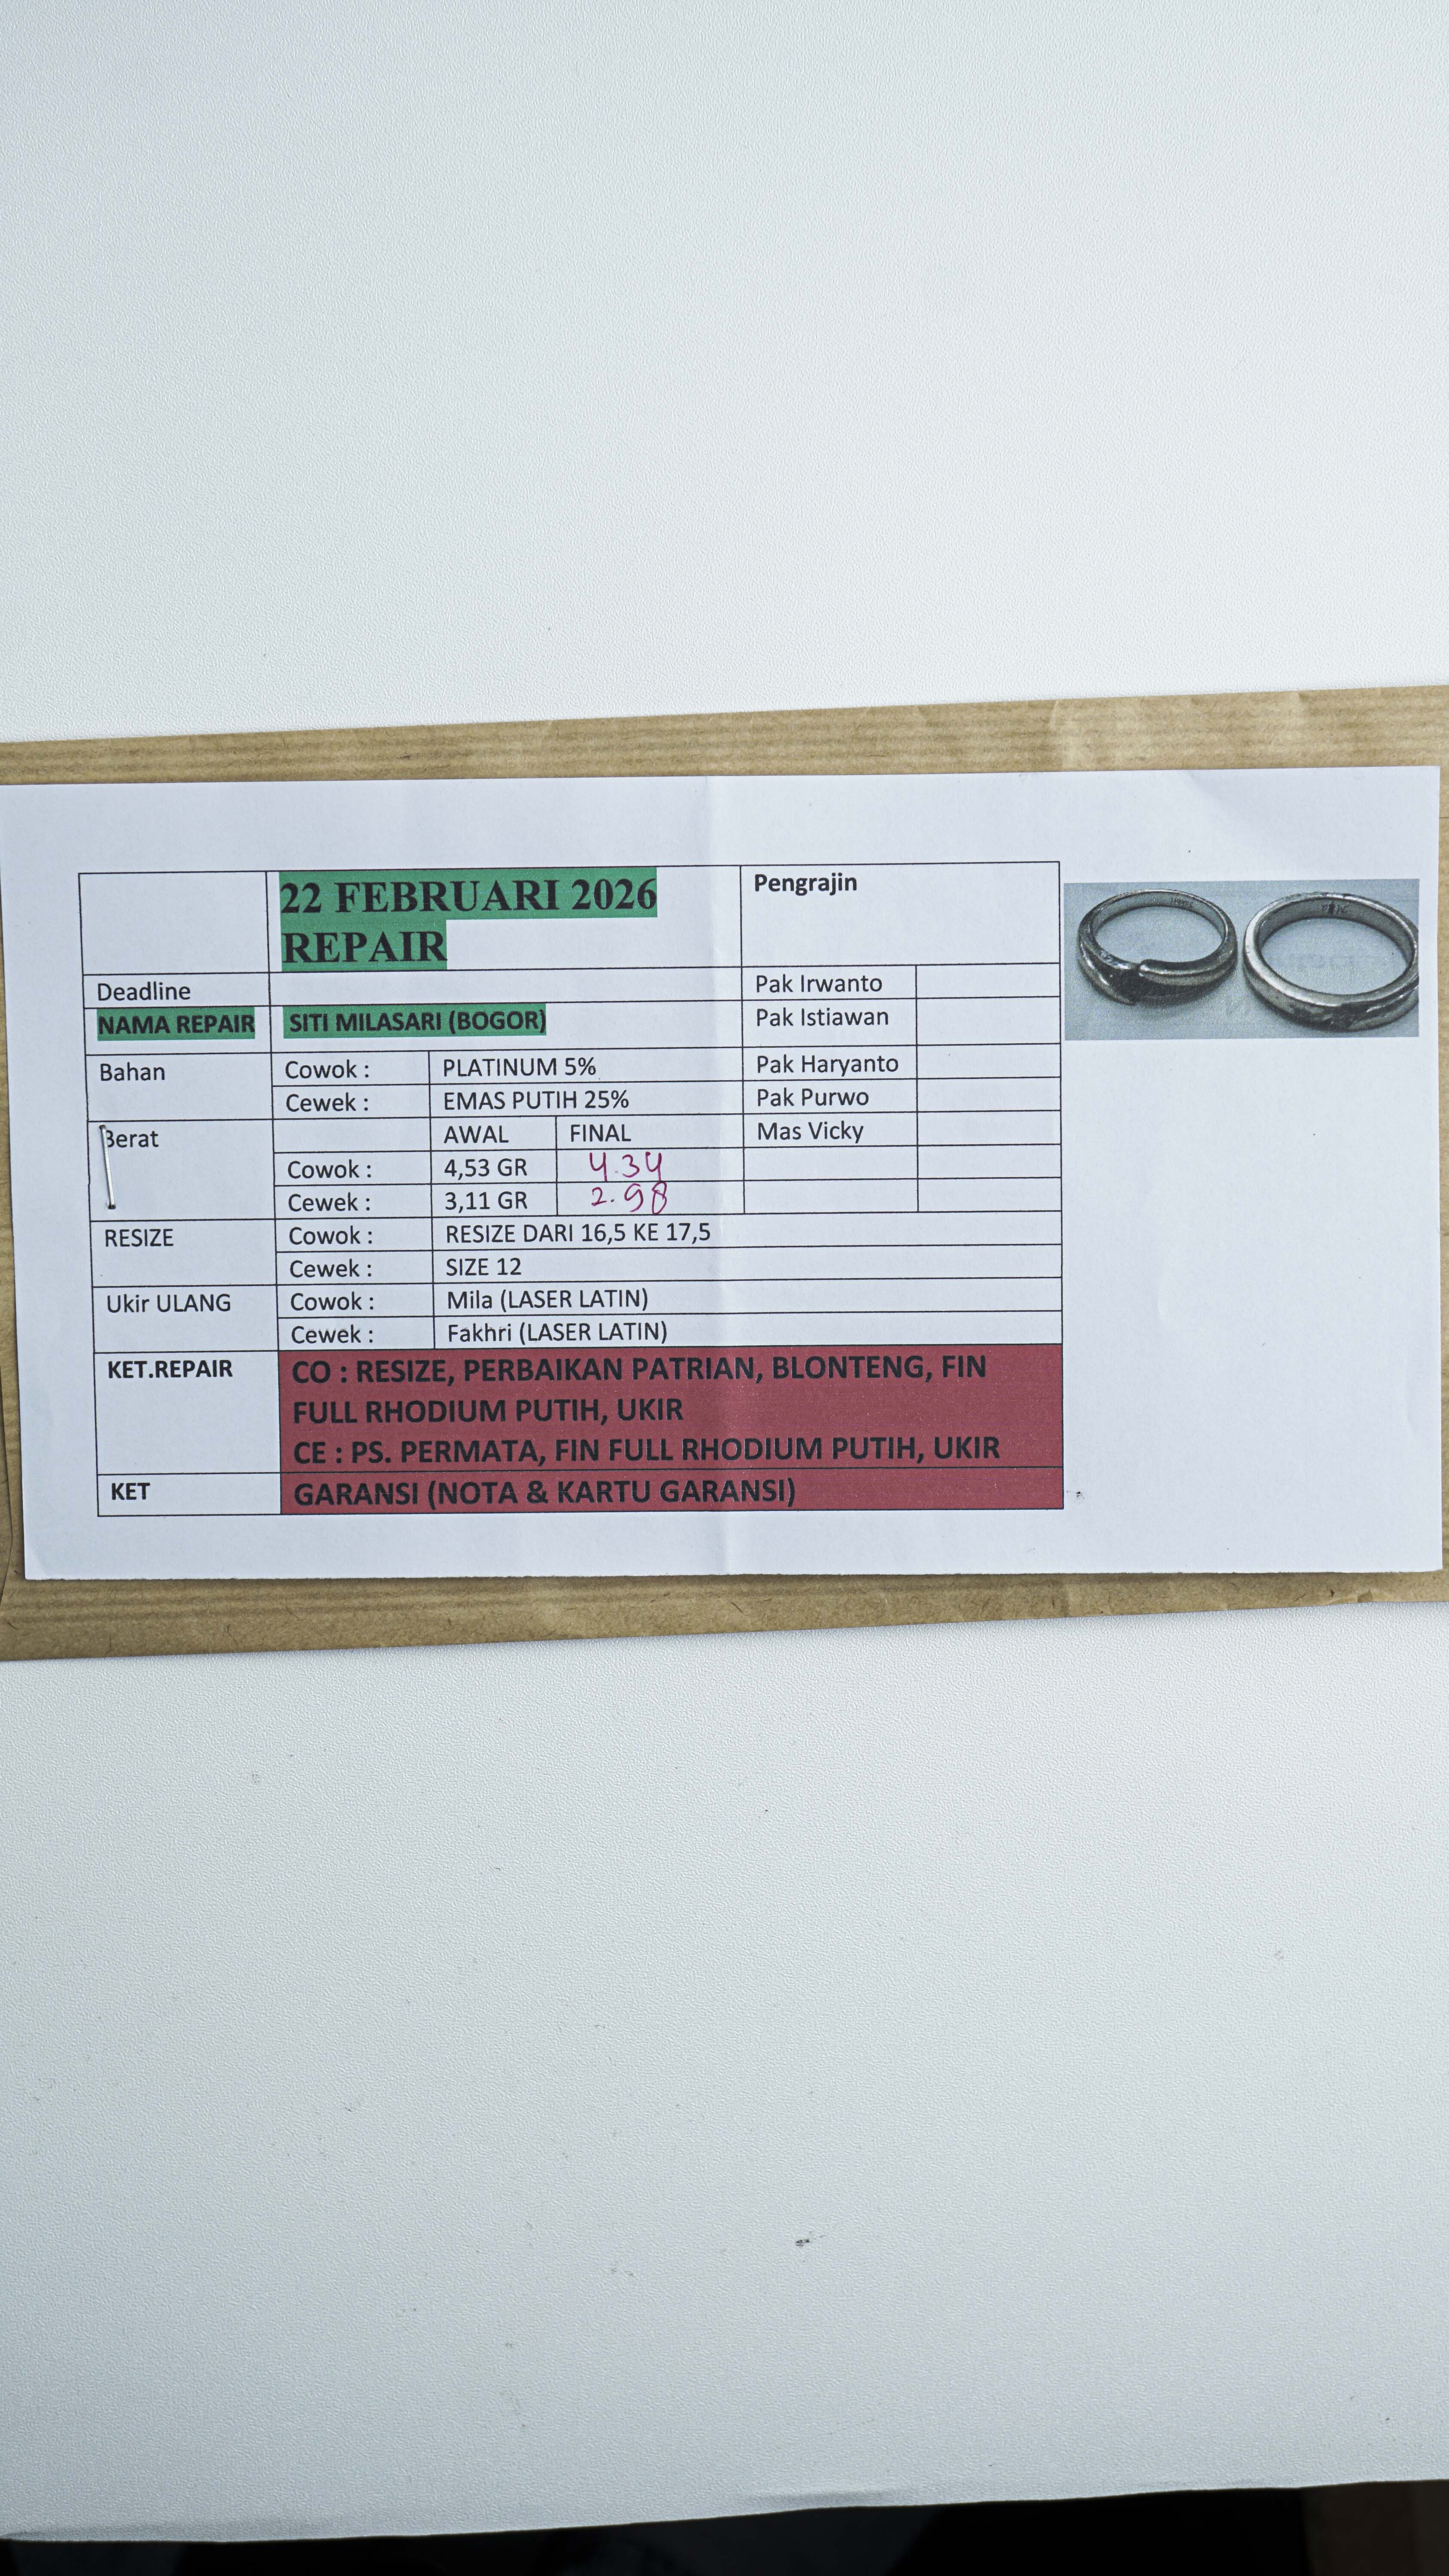 22 FEBRUARI 2026
REPAIR
Pengrajin
Deadline
Pak Irwanto
NAMA REPAIR SITI MILASARI (BOGOR)
Pak Istiawan
Bahan Cowok : PLATINUM 5%
Pak Haryanto
Cewek : EMAS PUTIH 25%
Pak Purwo
Berat AWAL FINAL
Mas Vicky
Cowok : 4,53 GR 4.34
Cewek : 3,11 GR 2.98
RESIZE Cowok : RESIZE DARI 16,5 KE 17,5
Cewek : SIZE 12
Ukir ULANG Cowok : Mila (LASER LATIN)
Cewek : Fakhri (LASER LATIN)
KET.REPAIR CO : RESIZE, PERBAIKAN PATRIAN, BLONTENG, FIN
FULL RHODIUM PUTIH, UKIR
CE : PS. PERMATA, FIN FULL RHODIUM PUTIH, UKIR
KET GARANSI (NOTA & KARTU GARANSI)